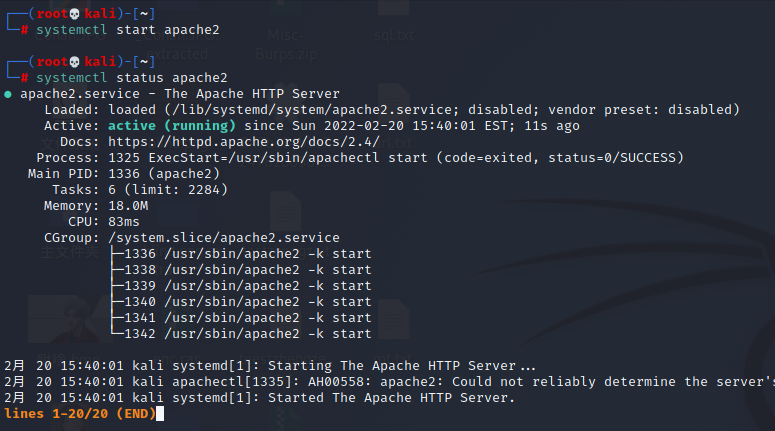 ┌──(root💀kali)-[~]
└─# systemctl start apache2
┌──(root💀kali)-[~]
└─# systemctl status apache2
● apache2.service - The Apache HTTP Server
Loaded: loaded (/lib/systemd/system/apache2.service; disabled; vendor preset: disabled)
Active: active (running) since Sun 2022-02-20 15:40:01 EST; 11s ago
Docs: https://httpd.apache.org/docs/2.4/
Process: 1325 ExecStart=/usr/sbin/apachectl start (code=exited, status=0/SUCCESS)
Main PID: 1336 (apache2)
Tasks: 6 (limit: 2284)
Memory: 18.0M
CPU: 83ms
CGroup: /system.slice/apache2.service
├─1336 /usr/sbin/apache2 -k start
├─1338 /usr/sbin/apache2 -k start
├─1339 /usr/sbin/apache2 -k start
├─1340 /usr/sbin/apache2 -k start
├─1341 /usr/sbin/apache2 -k start
└─1342 /usr/sbin/apache2 -k start
2月 20 15:40:01 kali systemd[1]: Starting The Apache HTTP Server...
2月 20 15:40:01 kali apachectl[1335]: AH00558: apache2: Could not reliably determine the server's
2月 20 15:40:01 kali systemd[1]: Started The Apache HTTP Server.
lines 1-20/20 (END)